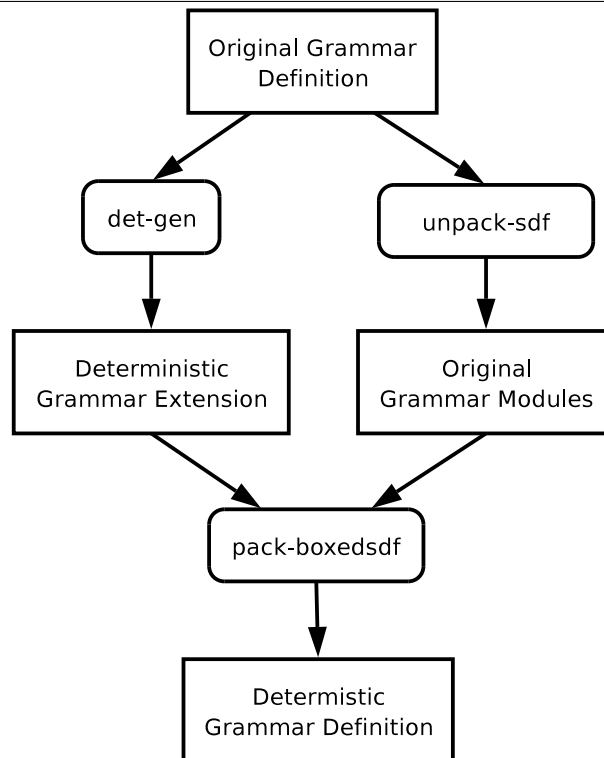 Original Grammar
Definition
det-gen
unpack-sdf
Deterministic
Grammar Extension
Original
Grammar Modules
pack-boxedsdf
Determistic
Grammar Definition